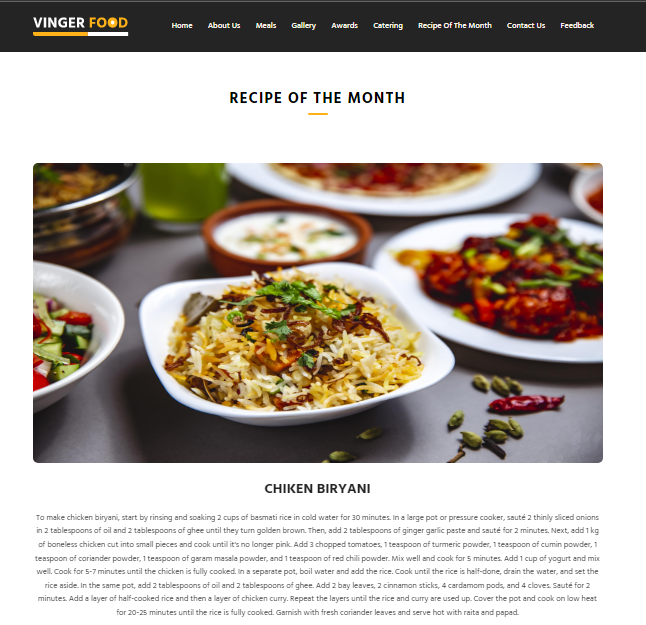 VINGER FOOD
Home About Us Meals Gallery Awards Catering Recipe Of The Month Contact Us Feedback
RECIPE OF THE MONTH
CHIKEN BIRYANI
To make chicken biryani, start by rinsing and soaking 2 cups of basmati rice in cold water for 30 minutes. In a large pot or pressure cooker, sauté 2 thinly sliced onions
in 2 tablespoons of oil and 2 tablespoons of ghee until they turn golden brown. Then, add 2 tablespoons of ginger garlic paste and sauté for 2 minutes. Next, add 1 kg
of boneless chicken cut into small pieces and cook until it's no longer pink. Add 3 chopped tomatoes, 1 teaspoon of turmeric powder, 1 teaspoon of cumin powder, 1
teaspoon of coriander powder, 1 teaspoon of garam masala powder, and 1 teaspoon of red chili powder. Mix well and cook for 5 minutes. Add 1 cup of yogurt and mix
well. Cook for 5-7 minutes until the chicken is fully cooked. In a separate pot, boil water and add the rice. Cook until the rice is half-done, drain the water, and set the
rice aside. In the same pot, add 2 tablespoons of oil and 2 tablespoons of ghee. Add 2 bay leaves, 2 cinnamon sticks, 4 cardamom pods, and 4 cloves. Sauté for 2
minutes. Add a layer of half-cooked rice and then a layer of chicken curry. Repeat the layers until the rice and curry are used up. Cover the pot and cook on low heat
for 20-25 minutes until the rice is fully cooked. Garnish with fresh coriander leaves and serve hot with raita and papad.